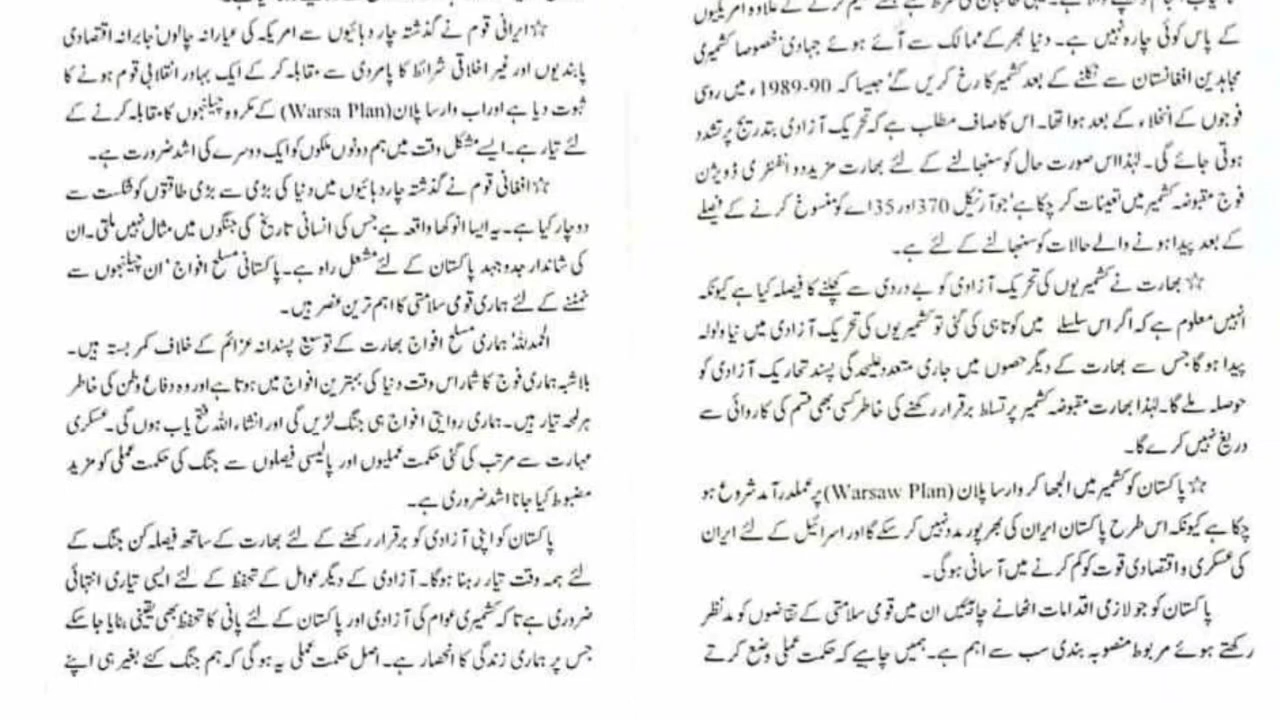 کے پاس کوئی چارہ نہیں ہے۔ دنیا بھر کے ممالک سے آئے ہوئے جہادی، خصوصا کشمیری
مجاہدین افغانستان سے نکلنے کے بعد کشمیر کا رخ کریں گے، جیسا کہ 90-1989ء میں روسی
فوجوں کے انخلاء کے بعد ہوا تھا۔ اس کا صاف مطلب ہے کہ تحریک آزادی بتدریج پر تشدد
ہوتی جائے گی۔ لہٰذا اس صورت حال کو سنبھالنے کے لئے بھارت مزید دو انفنٹری ڈویژن
فوج مقبوضہ کشمیر میں تعینات کر چکا ہے، جو آرٹیکل 370 اور 35 اے کو منسوخ کرنے کے فیصلے
کے بعد پیدا ہونے والے حالات کو سنبھالنے کے لئے ہے۔
☆ بھارت نے کشمیریوں کی تحریک آزادی کو بے دردی سے کچلنے کا فیصلہ کیا ہے کیونکہ
انہیں معلوم ہے کہ اگر اس سلسلے میں کوتاہی کی گئی تو کشمیریوں کی تحریک آزادی میں نیا ولولہ
پیدا ہو گا جس سے بھارت کے دیگر حصوں میں جاری متعدد علیحدگی پسند تحاریک آزادی کو
حوصلہ ملے گا۔ لہٰذا بھارت مقبوضہ کشمیر پر تسلط برقرار رکھنے کی خاطر کسی بھی قسم کی کاروائی سے
دریغ نہیں کرے گا۔
☆ پاکستان کو کشمیر میں الجھا کر وارسا پلان (Warsaw Plan) پر عملدرآمد شروع ہو
چکا ہے کیونکہ اس طرح پاکستان ایران کی بھرپور مدد نہیں کر سکے گا اور اسرائیل کے لئے ایران
کی عسکری و اقتصادی قوت کو کم کرنے میں آسانی ہوگی۔
پاکستان کو جو لازمی اقدامات اٹھانے چاہئیں ان میں قومی سلامتی کے تقاضوں کو مدنظر
رکھتے ہوئے مربوط منصوبہ بندی سب سے اہم ہے۔ ہمیں چاہیے کہ حکمت عملی وضع کرتے
☆ ایرانی قوم نے گذشتہ چار دہائیوں سے امریکہ کی عیارانہ چالوں، جابرانہ اقتصادی
پابندیوں اور غیر اخلاقی شرائط کا پامردی سے مقابلہ کر کے ایک بہادر انقلابی قوم ہونے کا
ثبوت دیا ہے اور اب وارسا پلان (Warsa Plan) کے مکروہ چیلنجوں کا مقابلہ کرنے کے
لئے تیار ہے۔ ایسے مشکل وقت میں ہم دونوں ملکوں کو ایک دوسرے کی اشد ضرورت ہے۔
☆ افغانی قوم نے گذشتہ چار دہائیوں میں دنیا کی بڑی سے بڑی طاقتوں کو شکست سے
دوچار کیا ہے۔ یہ ایسا انوکھا واقعہ ہے جس کی انسانی تاریخ کی جنگوں میں مثال نہیں ملتی۔ ان
کی شاندار جدوجہد پاکستان کے لئے مشعل راہ ہے۔ پاکستانی مسلح افواج، ان چیلنجوں سے
نمٹنے کے لئے ہماری قومی سلامتی کا اہم ترین عنصر ہیں۔
الحمدللہ، ہماری مسلح افواج بھارت کے توسیع پسندانہ عزائم کے خلاف کمر بستہ ہیں۔
بلاشبہ ہماری فوج کا شمار اس وقت دنیا کی بہترین افواج میں ہوتا ہے اور وہ دفاع وطن کی خاطر
ہر لمحہ تیار ہیں۔ ہماری روایتی افواج ہی جنگ لڑیں گی اور انشاءاللہ فتح یاب ہوں گی۔ عسکری
مہارت سے مرتب کی گئی حکمت عملیوں اور پالیسی فیصلوں سے جنگ کی حکمت عملی کو مزید
مضبوط کیا جانا اشد ضروری ہے۔
پاکستان کو اپنی آزادی کو برقرار رکھنے کے لئے بھارت کے ساتھ فیصلہ کن جنگ کے
لئے ہمہ وقت تیار رہنا ہوگا۔ آزادی کے دیگر عوامل کے تحفظ کے لئے ایسی تیاری انتہائی
ضروری ہے تاکہ کشمیری عوام کی آزادی اور پاکستان کے لئے پانی کا تحفظ بھی یقینی بنایا جا سکے
جس پر ہماری زندگی کا انحصار ہے۔ اصل حکمت عملی یہ ہوگی کہ ہم جنگ کئے بغیر ہی اپنے